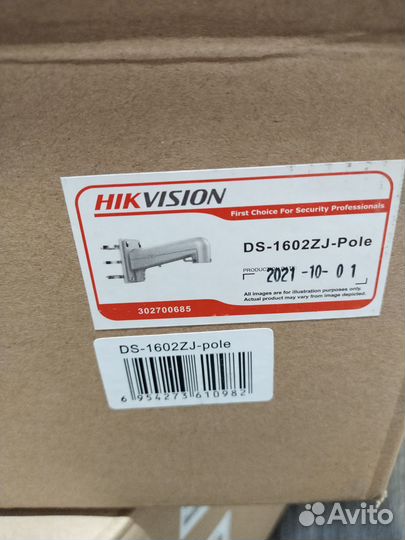 HIKVISION
First Choice For Security Professionals
DS-1602ZJ-Pole
2021-10-01
All images are for illustration purposes only.
Actual product may vary from image depicted.
302700685
DS-1602ZJ-pole
6 954273 610982
Avito